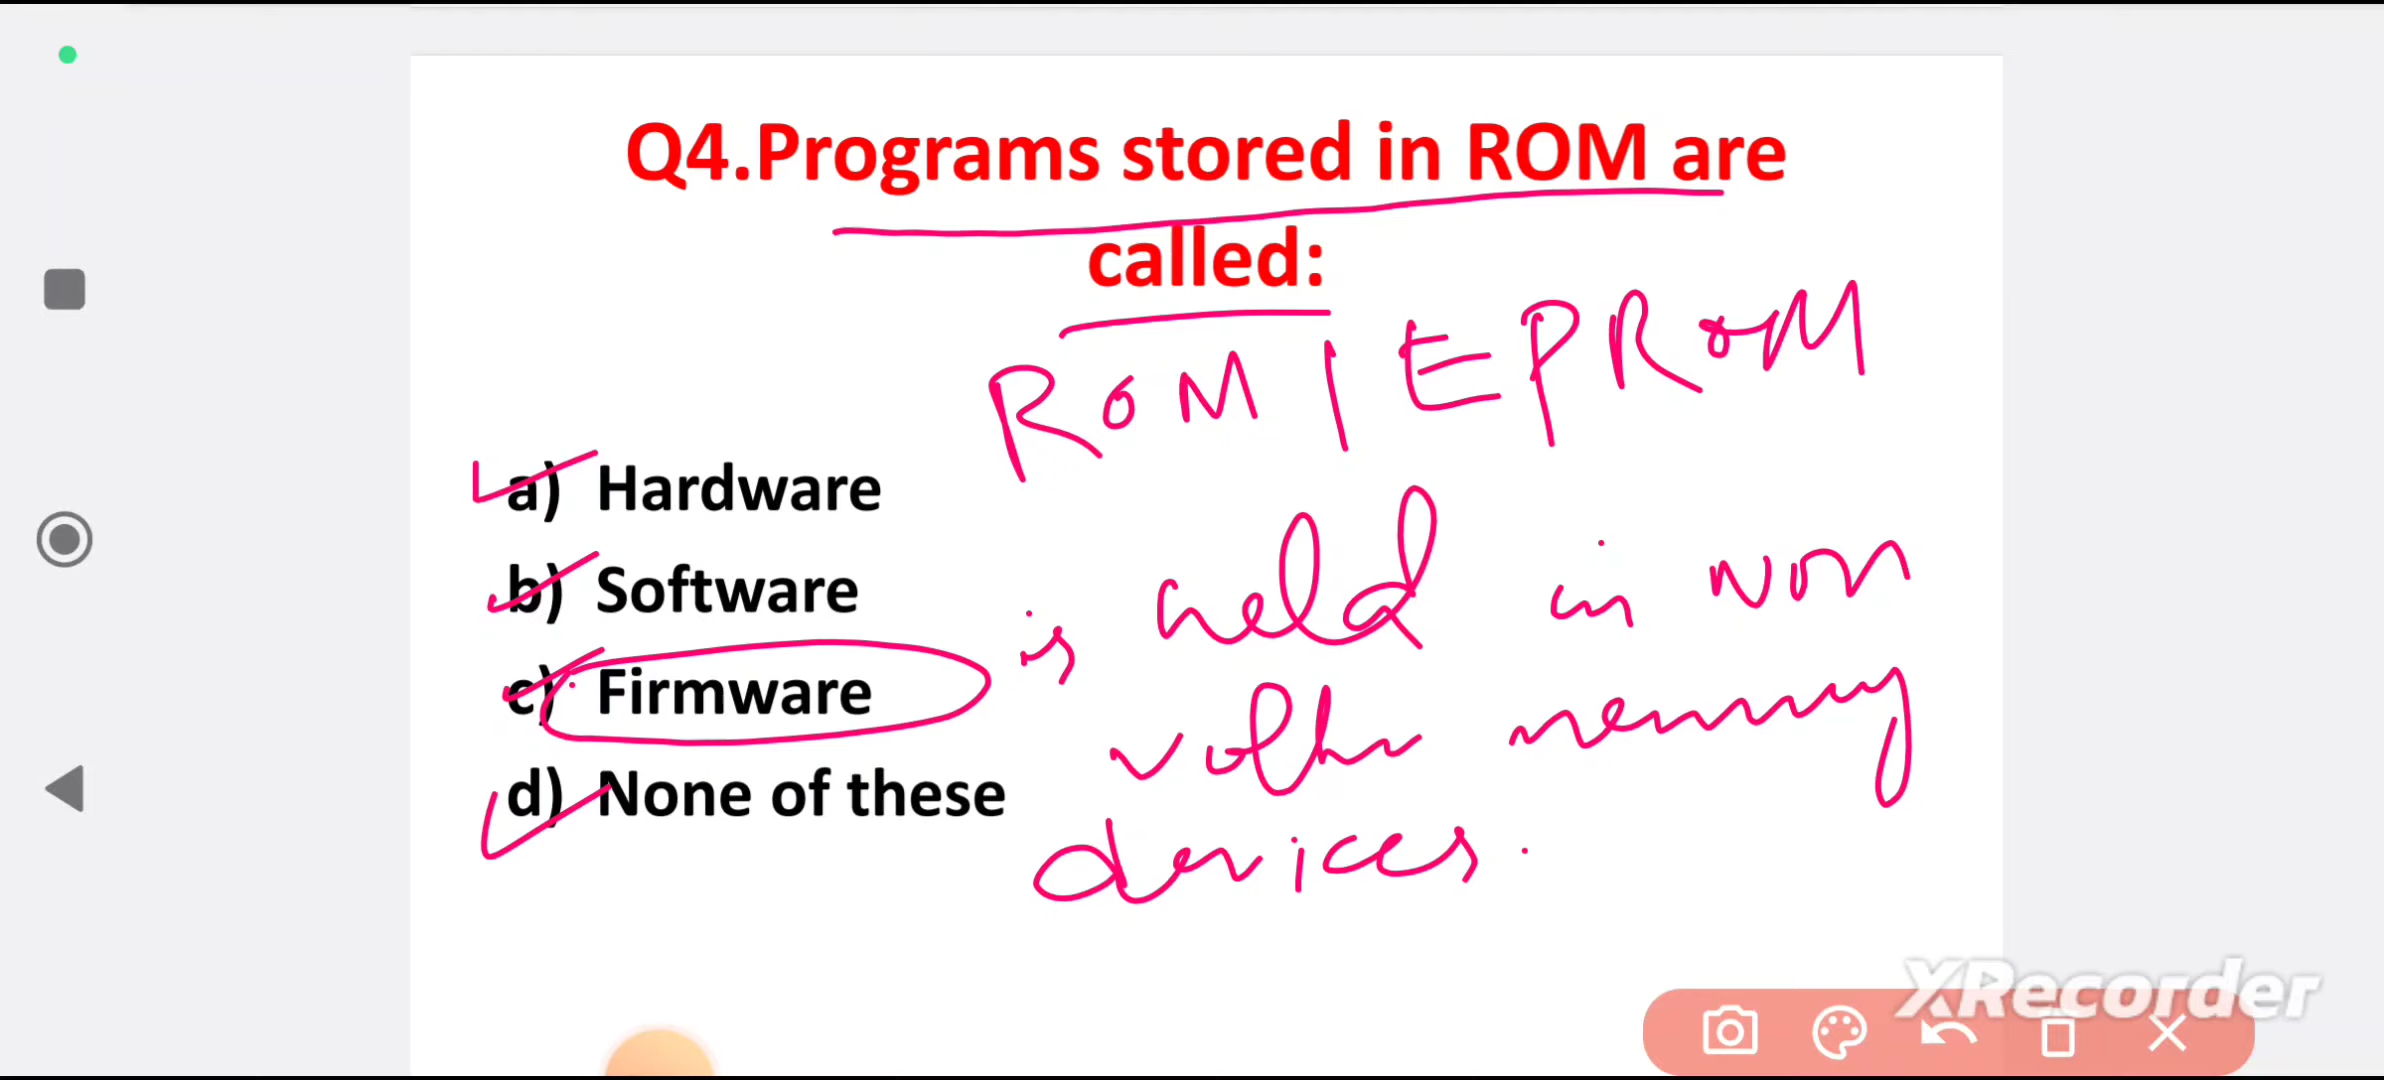 Q4.Programs stored in ROM are
called:
ROM | EPROM
a) Hardware
b) Software
c) Firmware
d) None of these
is held in non
memory
devices.
XRecorder